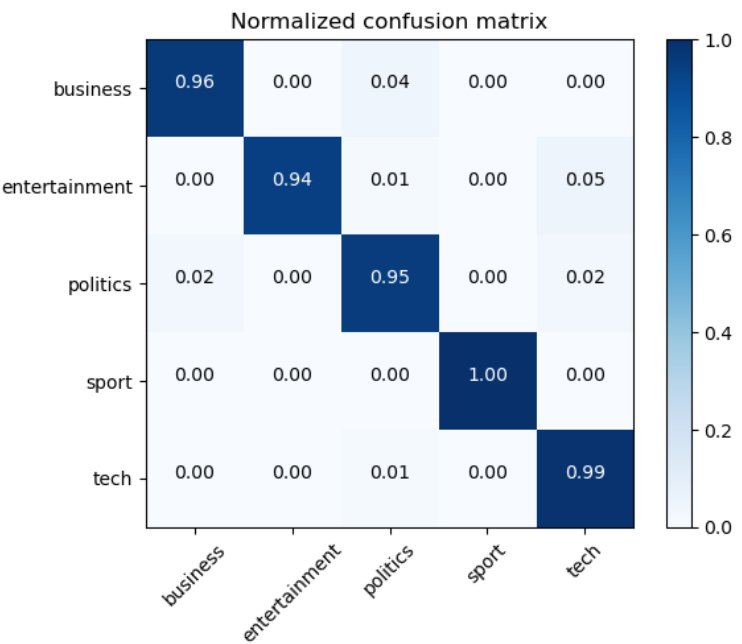 Normalized confusion matrix
business 0.96 0.00 0.04 0.00 0.00
entertainment 0.00 0.94 0.01 0.00 0.05
politics 0.02 0.00 0.95 0.00 0.02
sport 0.00 0.00 0.00 1.00 0.00
tech 0.00 0.00 0.01 0.00 0.99
business entertainment politics sport tech
1.0
0.8
0.6
0.4
0.2
0.0